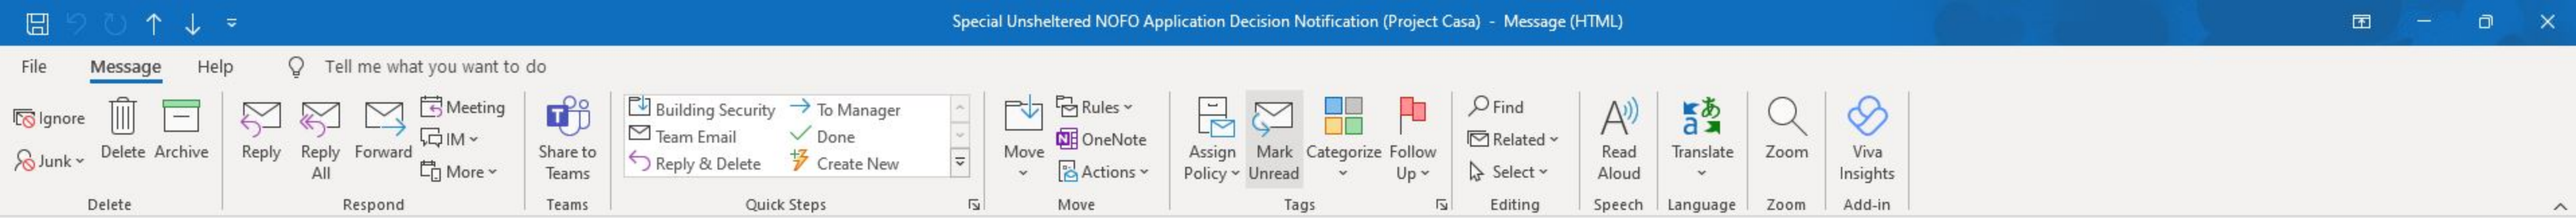 Special Unsheltered NOFO Application Decision Notification (Project Casa) - Message (HTML)
File Message Help Tell me what you want to do
Ignore
Junk
Delete
Archive
Delete
Reply
Reply All
Forward
Meeting
IM
More
Respond
Share to Teams
Teams
Building Security To Manager
Team Email Done
Reply & Delete Create New
Quick Steps
Move
Rules
OneNote
Actions
Move
Assign Policy
Mark Unread
Categorize
Follow Up
Tags
Find
Related
Select
Editing
Read Aloud
Speech
Translate
Language
Zoom
Zoom
Viva Insights
Add-in